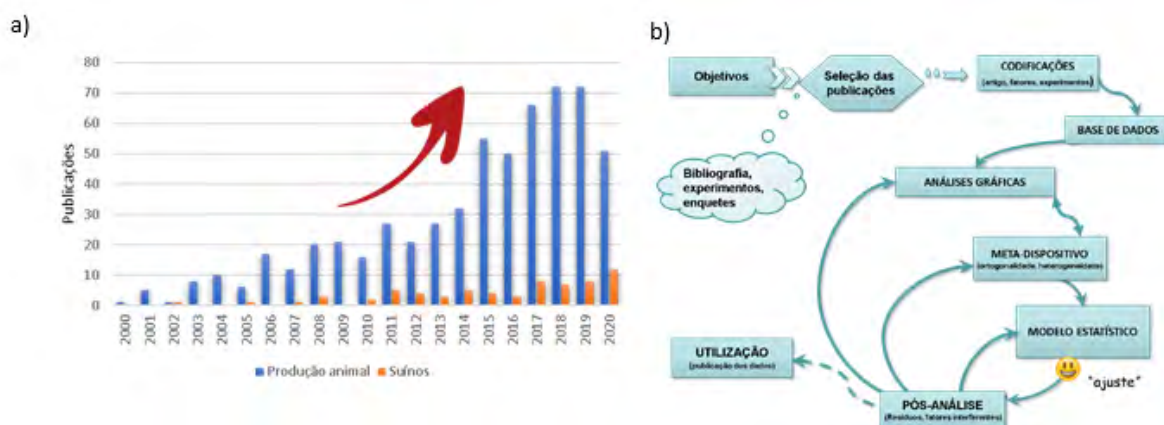 a)
80
70
60
50
40
30
20
10
0
Publicações
2000
2001
2002
2003
2004
2005
2006
2007
2008
2009
2010
2011
2012
2013
2014
2015
2016
2017
2018
2019
2020
Produção animal
Suínos
b)
Objetivos
Seleção das
publicações
CODIFICAÇÕES
(artigo, fatores, experimentos)
BASE DE DADOS
Bibliografia,
experimentos,
enquetes
ANÁLISES GRÁFICAS
META-DISPOSITIVO
(ortogonalidade, heterogeneidade)
MODELO ESTATÍSTICO
"ajuste"
UTILIZAÇÃO
(publicação dos dados)
PÓS-ANÁLISE
(Resíduos, fatores interferentes)